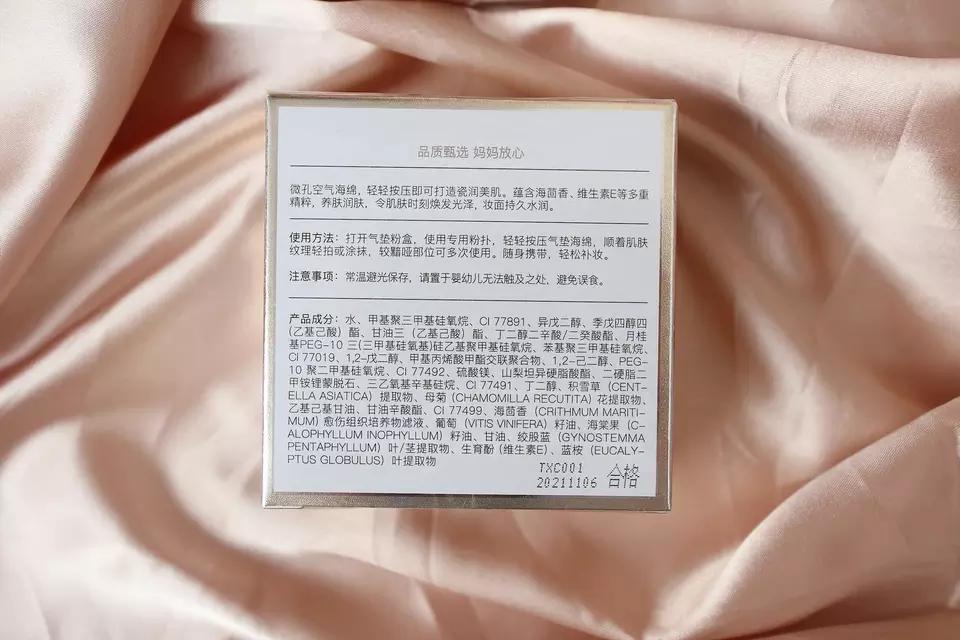 品质甄选 妈妈放心
微孔空气海绵，轻轻按压即可打造瓷润美肌。蕴含海茴香、维生素E等多重
精粹，养肤润肤，令肌肤时刻焕发光泽，妆面持久水润。
使用方法：打开气垫粉盒，使用专用粉扑，轻轻按压气垫海绵，顺着肌肤
纹理轻拍或涂抹，较黯哑部位可多次使用。随身携带，轻松补妆。
注意事项：常温避光保存，请置于婴幼儿无法触及之处，避免误食。
产品成分：水、甲基聚三甲基硅氧烷、CI 77891、异戊二醇、季戊四醇四
(乙基己酸）酯、甘油三（乙基己酸）酯、丁二醇二辛酸/二癸酸酯、月桂
基PEG-10 三(三甲硅氧基)硅乙基聚甲基硅氧烷、苯基聚三甲基硅氧烷、
CI 77019、1,2-戊二醇、甲基丙烯酸甲酯交联聚合物、1,2-己二醇、PEG-
10 聚二甲基硅氧烷、CI 77492、硫酸镁、山梨坦异硬脂酸酯、二硬脂二
甲铵锂蒙脱石、三乙氧基辛基硅烷、CI 77491、丁二醇、积雪草（CENT-
ELLA ASIATICA）提取物、母菊（CHAMOMILLA RECUTITA）花提取物、
乙基己基甘油、甘油辛酸酯、CI 77499、海茴香（CRITHMUM MARITI-
MUM）愈伤组织培养物滤液、葡萄（VITIS VINIFERA）籽油、海棠果（C-
ALOPHYLLUM INOPHYLLUM）籽油、甘油、绞股蓝（GYNOSTEMMA
PENTAPHYLLUM）叶/茎提取物、生育酚（维生素E）、蓝桉（EUCALY-
PTUS GLOBULUS）叶提取物
TXC001
20211106 合格